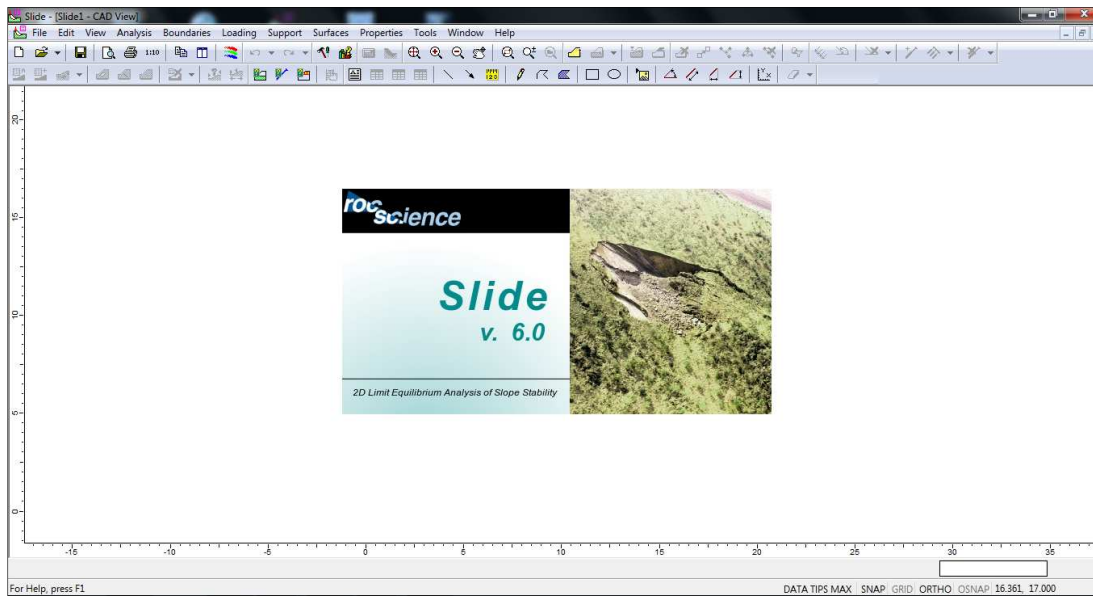 Slide - [Slide1 - CAD View]
File Edit View Analysis Boundaries Loading Support Surfaces Properties Tools Window Help
1:10
123
20
15
10
5
0
rocscience
Slide
v. 6.0
2D Limit Equilibrium Analysis of Slope Stability
-15 -10 -5 0 5 10 15 20 25 30 35
For Help, press F1
DATA TIPS MAX SNAP GRID ORTHO OSNAP 16.361, 17.000